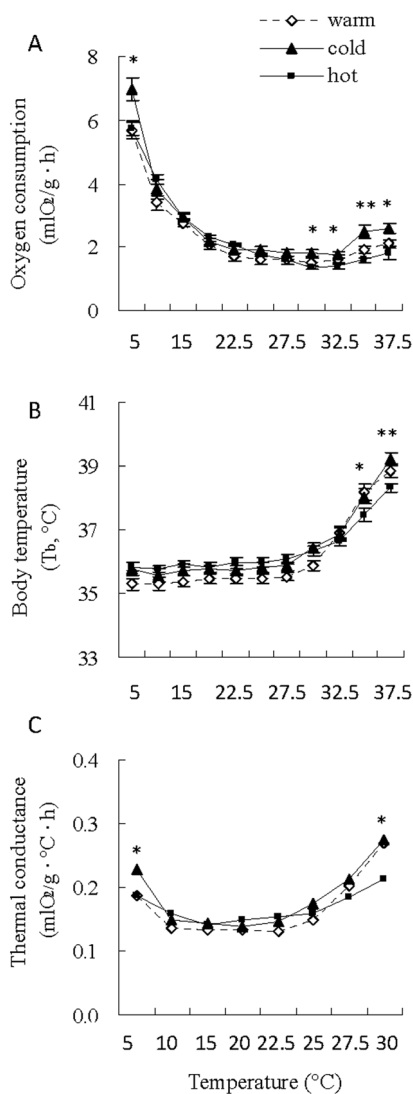 warm
cold
hot
A
Oxygen consumption
(mlO₂/g · h)
8
6
4
2
0
*
* *
** *
5 15 22.5 27.5 32.5 37.5
B
Body temperature
(Tb, °C)
41
39
37
35
33
*
**
5 15 22.5 27.5 32.5 37.5
C
Thermal conductance
(mlO₂/g · °C · h)
0.4
0.3
0.2
0.1
0.0
*
*
5 10 15 20 22.5 25 27.5 30
Temperature (°C)